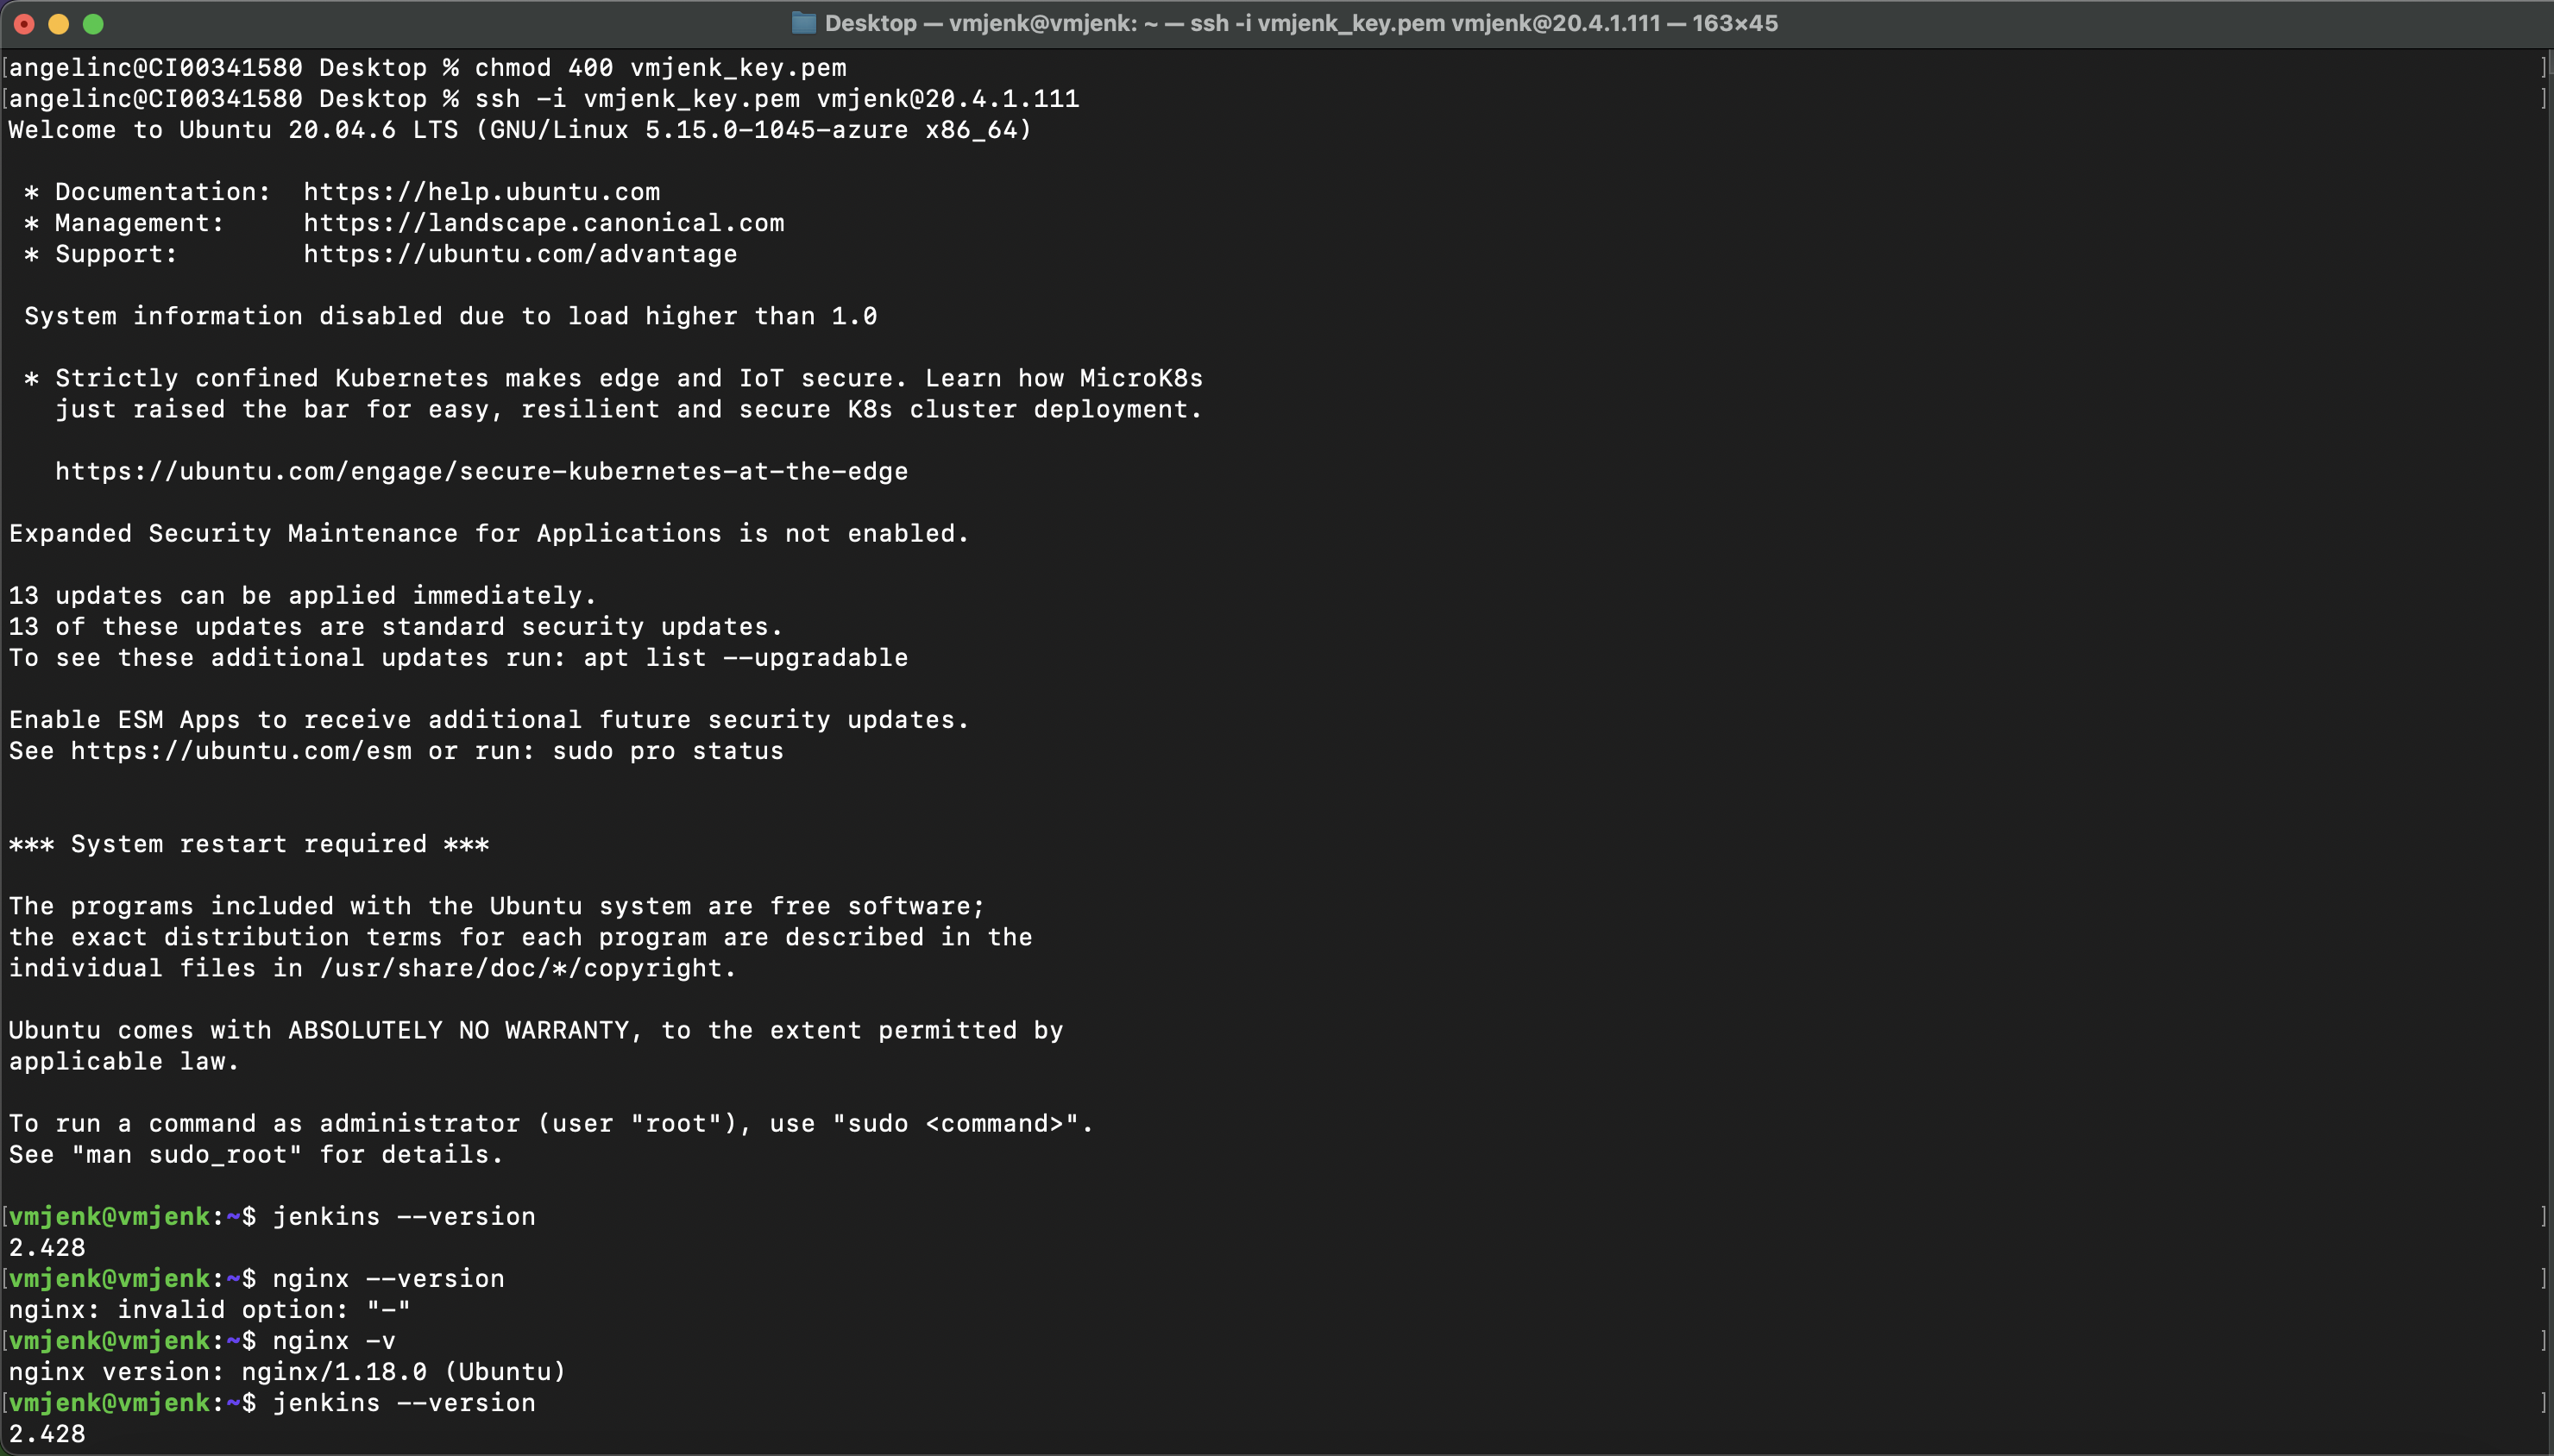 Desktop — vmjenk@vmjenk: ~ — ssh -i vmjenk_key.pem vmjenk@20.4.1.111 — 163×45
[angelinc@CI00341580 Desktop % chmod 400 vmjenk_key.pem ]
[angelinc@CI00341580 Desktop % ssh -i vmjenk_key.pem vmjenk@20.4.1.111 ]
Welcome to Ubuntu 20.04.6 LTS (GNU/Linux 5.15.0-1045-azure x86_64)
* Documentation:  https://help.ubuntu.com
* Management:     https://landscape.canonical.com
* Support:        https://ubuntu.com/advantage
System information disabled due to load higher than 1.0
* Strictly confined Kubernetes makes edge and IoT secure. Learn how MicroK8s
just raised the bar for easy, resilient and secure K8s cluster deployment.
https://ubuntu.com/engage/secure-kubernetes-at-the-edge
Expanded Security Maintenance for Applications is not enabled.
13 updates can be applied immediately.
13 of these updates are standard security updates.
To see these additional updates run: apt list --upgradable
Enable ESM Apps to receive additional future security updates.
See https://ubuntu.com/esm or run: sudo pro status
*** System restart required ***
The programs included with the Ubuntu system are free software;
the exact distribution terms for each program are described in the
individual files in /usr/share/doc/*/copyright.
Ubuntu comes with ABSOLUTELY NO WARRANTY, to the extent permitted by
applicable law.
To run a command as administrator (user "root"), use "sudo <command>".
See "man sudo_root" for details.
[vmjenk@vmjenk:~$ jenkins --version ]
2.428
[vmjenk@vmjenk:~$ nginx --version ]
nginx: invalid option: "-"
[vmjenk@vmjenk:~$ nginx -v ]
nginx version: nginx/1.18.0 (Ubuntu)
[vmjenk@vmjenk:~$ jenkins --version ]
2.428